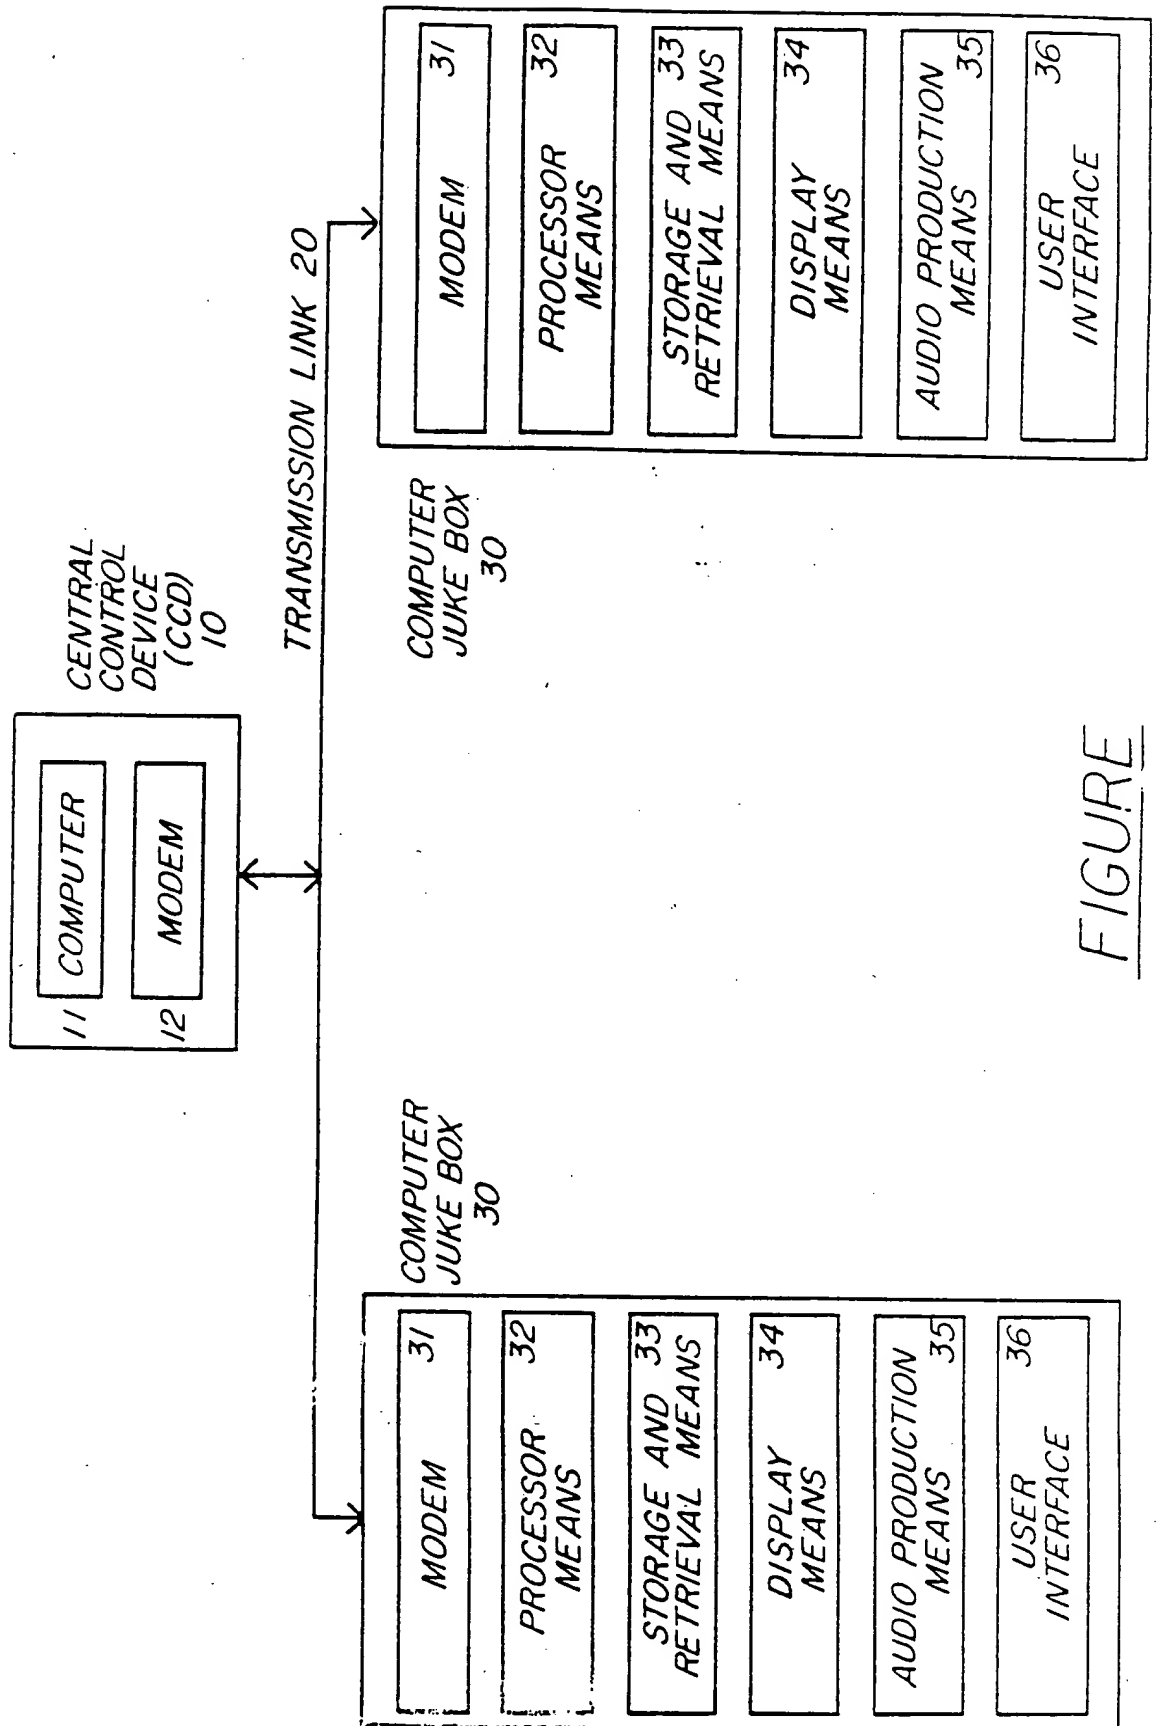 CENTRAL
CONTROL
DEVICE
(CCD)
10
11 COMPUTER
12 MODEM
TRANSMISSION LINK 20
COMPUTER
JUKE BOX
30
MODEM 31
PROCESSOR 32
MEANS
STORAGE AND 33
RETRIEVAL MEANS
DISPLAY 34
MEANS
AUDIO PRODUCTION
MEANS 35
USER 36
INTERFACE
COMPUTER
JUKE BOX
30
MODEM 31
PROCESSOR 32
MEANS
STORAGE AND 33
RETRIEVAL MEANS
DISPLAY 34
MEANS
AUDIO PRODUCTION
MEANS 35
USER 36
INTERFACE
FIGURE